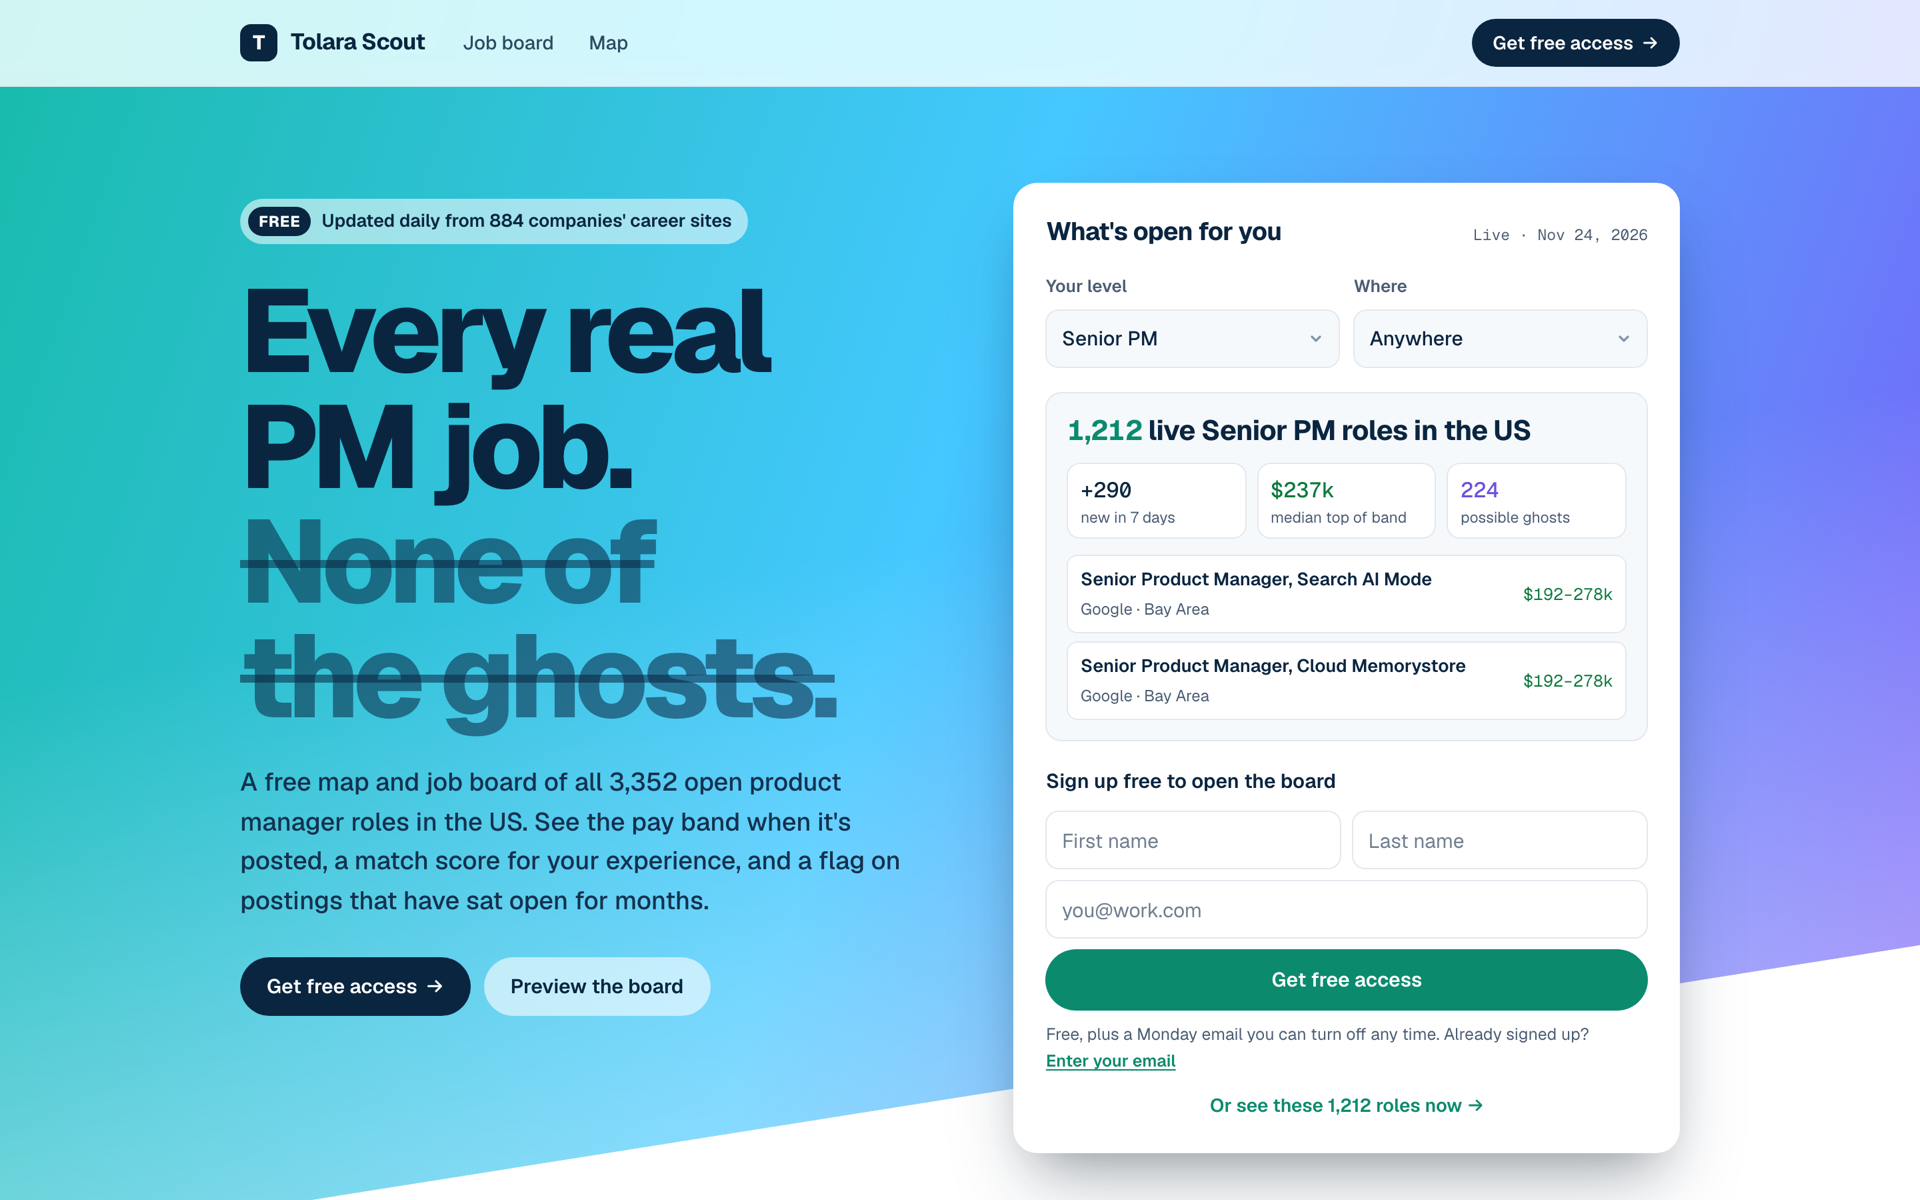 T Tolara Scout Job board Map Get free access →
FREE Updated daily from 884 companies' career sites
Every real
PM job.
None of
the ghosts.
A free map and job board of all 3,352 open product
manager roles in the US. See the pay band when it's
posted, a match score for your experience, and a flag on
postings that have sat open for months.
Get free access → Preview the board
What's open for you Live · Nov 24, 2026
Your level Where
Senior PM Anywhere
1,212 live Senior PM roles in the US
+290 $237k 224
new in 7 days median top of band possible ghosts
Senior Product Manager, Search AI Mode
Google · Bay Area
$192–278k
Senior Product Manager, Cloud Memorystore
Google · Bay Area
$192–278k
Sign up free to open the board
First name Last name
you@work.com
Get free access
Free, plus a Monday email you can turn off any time. Already signed up?
Enter your email
Or see these 1,212 roles now →